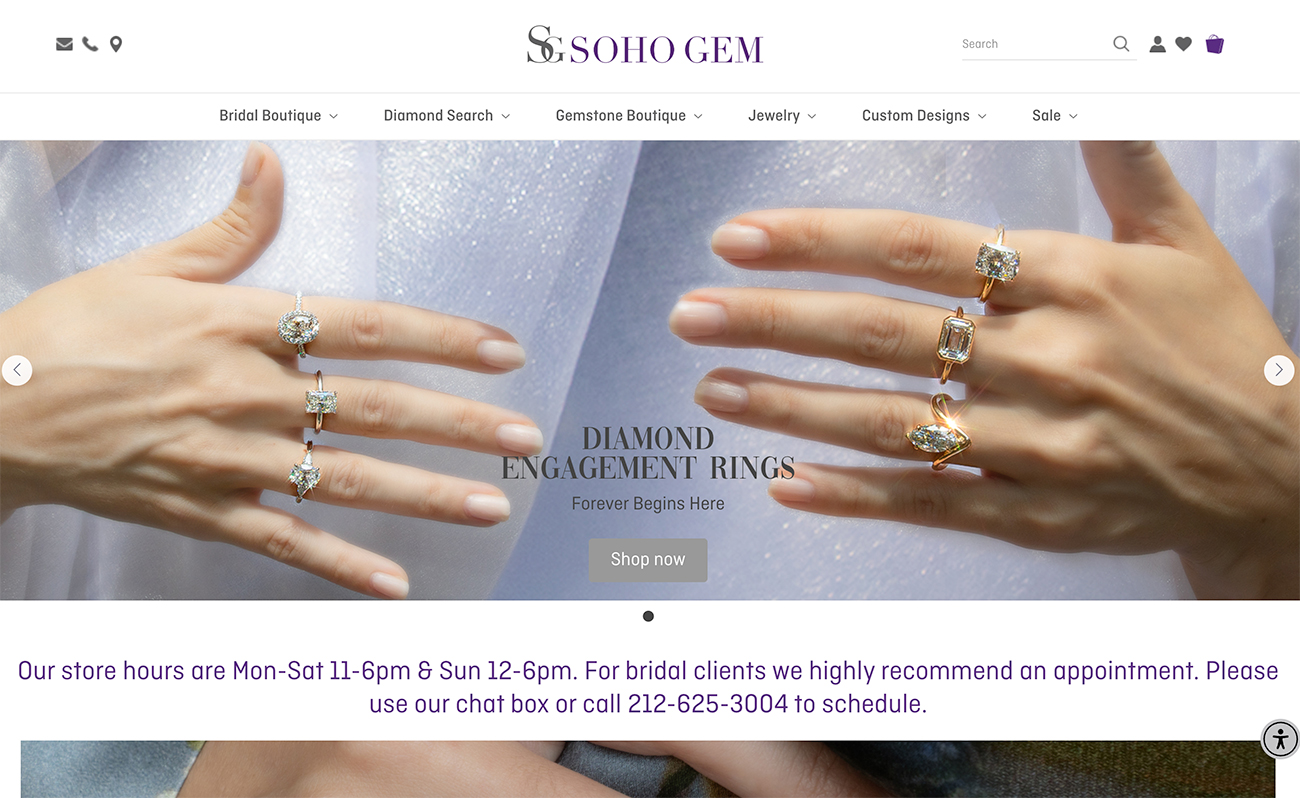 SG SOHO GEM
Search
Bridal Boutique
Diamond Search
Gemstone Boutique
Jewelry
Custom Designs
Sale
DIAMOND
ENGAGEMENT RINGS
Forever Begins Here
Shop now
Our store hours are Mon-Sat 11-6pm & Sun 12-6pm. For bridal clients we highly recommend an appointment. Please
use our chat box or call 212-625-3004 to schedule.